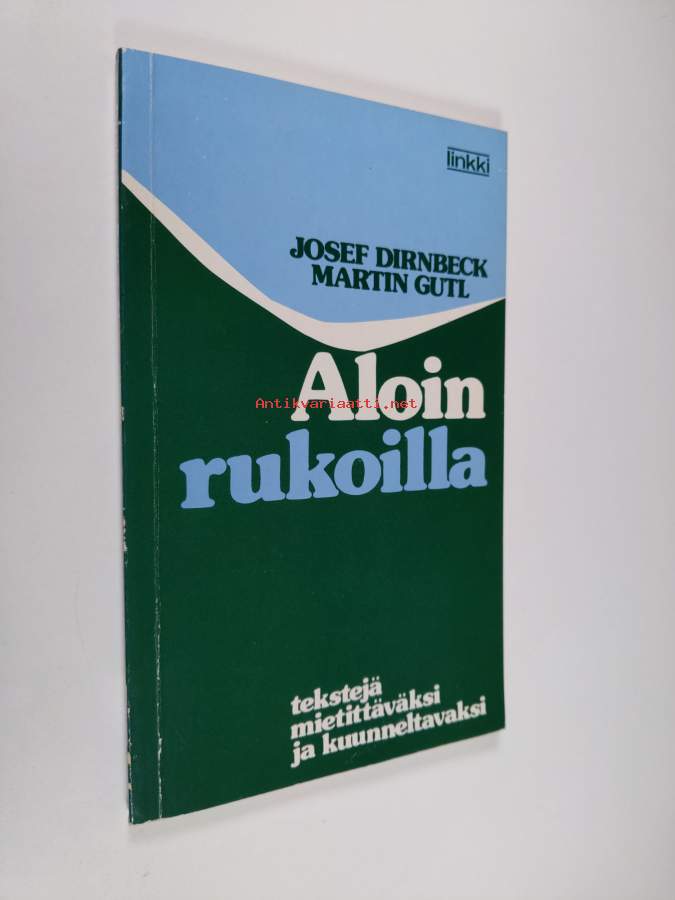 linkki
JOSEF DIRNBECK
MARTIN GUTL
Aloin
Antikvariaatti.net
rukoilla
tekstejä
mietittäväksi
ja kuunneltavaksi